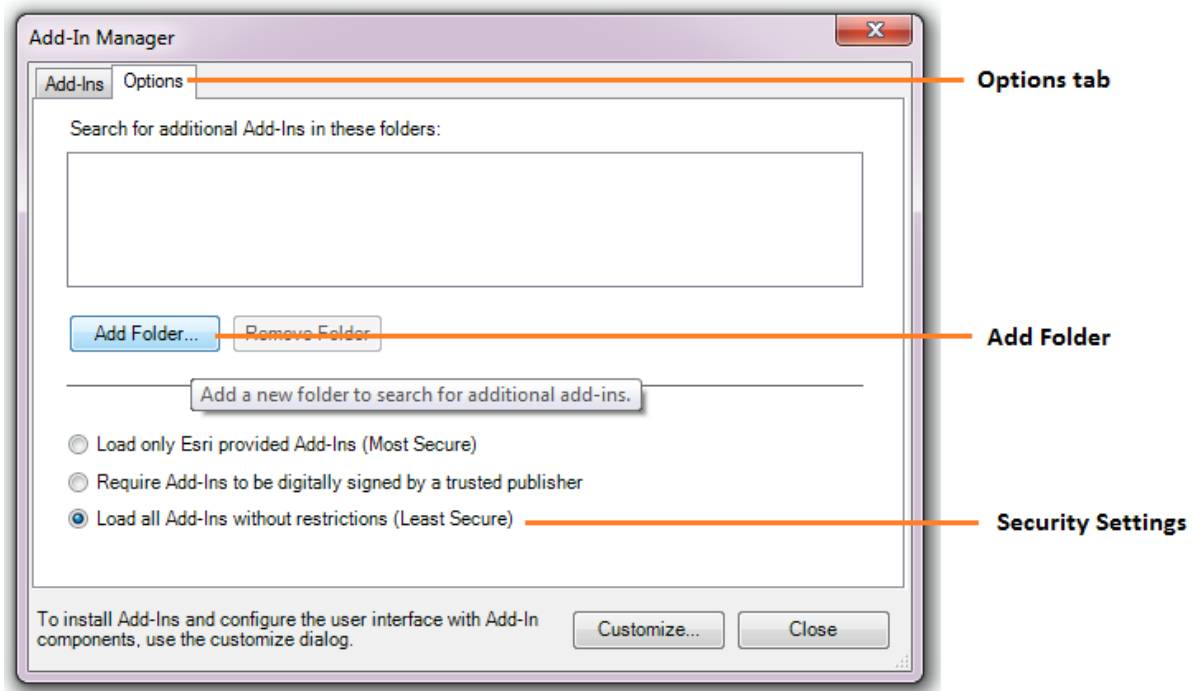 Add-In Manager
X
Add-Ins Options
Options tab
Search for additional Add-Ins in these folders:
Add Folder... Remove Folder
Add Folder
Add a new folder to search for additional add-ins.
Load only Esri provided Add-Ins (Most Secure)
Require Add-Ins to be digitally signed by a trusted publisher
Load all Add-Ins without restrictions (Least Secure)
Security Settings
To install Add-Ins and configure the user interface with Add-In
components, use the customize dialog.
Customize... Close